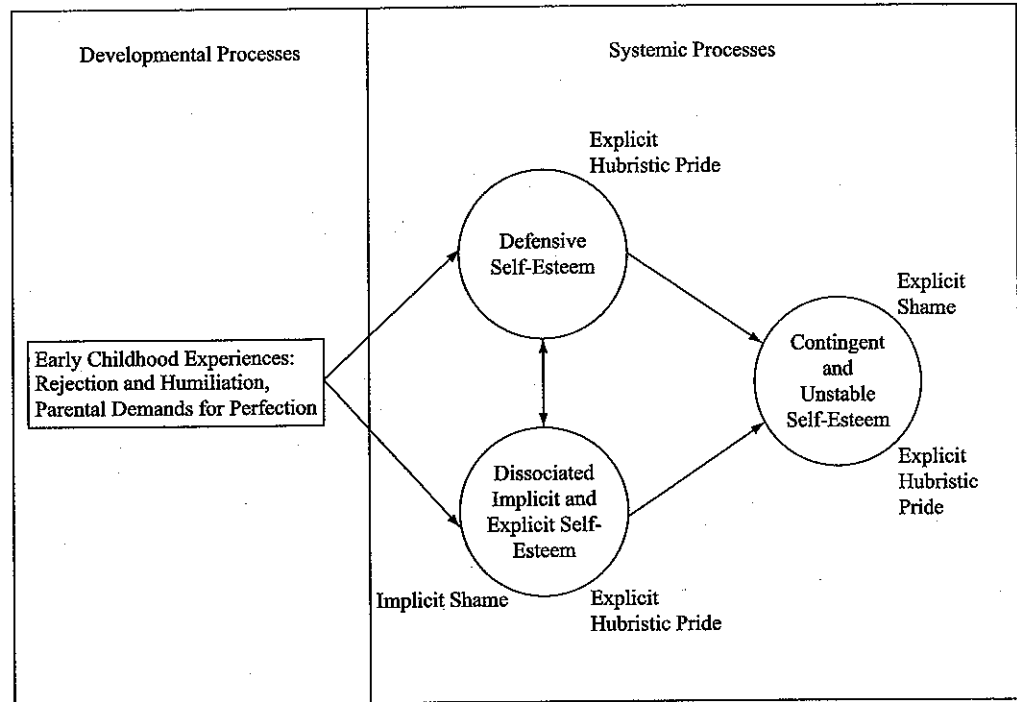 Developmental Processes
Systemic Processes
Explicit
Hubristic Pride
Defensive
Self-Esteem
Early Childhood Experiences:
Rejection and Humiliation,
Parental Demands for Perfection
Dissociated
Implicit and
Explicit Self-
Esteem
Implicit Shame
Explicit
Hubristic Pride
Explicit
Shame
Contingent
and
Unstable
Self-Esteem
Explicit
Hubristic
Pride